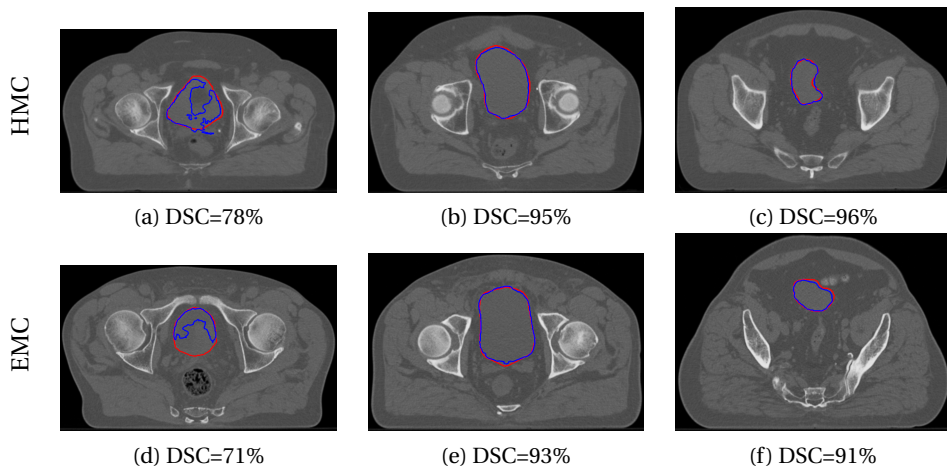 HMC
(a) DSC=78%
(b) DSC=95%
(c) DSC=96%
EMC
(d) DSC=71%
(e) DSC=93%
(f) DSC=91%